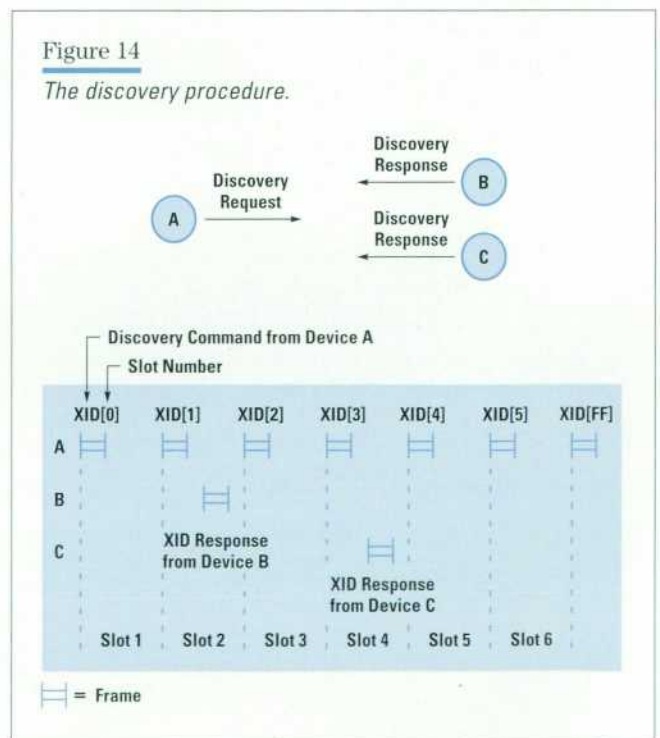 Figure 14
The discovery procedure.
Discovery
Response
B
Discovery
Request
A
Discovery
Response
C
Discovery Command from Device A
Slot Number
XID[0] XID[1] XID[2] XID[3] XID[4] XID[5] XID[FF]
A
B
XID Response
from Device B
C
XID Response
from Device C
Slot 1 Slot 2 Slot 3 Slot 4 Slot 5 Slot 6
= Frame